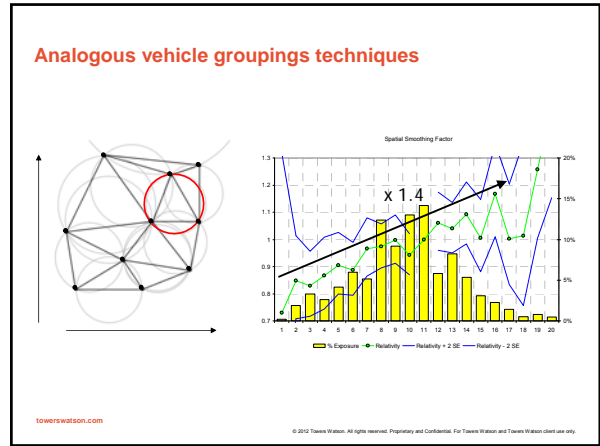 Analogous vehicle groupings techniques
Spatial Smoothing Factor
1.3
1.2
1.1
1
0.9
0.8
0.7
x 1.4
20%
15%
10%
5%
0%
1 2 3 4 5 6 7 8 9 10 11 12 13 14 15 16 17 18 19 20
% Exposure Relativity Relativity + 2 SE Relativity - 2 SE
towerswatson.com
© 2012 Towers Watson. All rights reserved. Proprietary and Confidential. For Towers Watson and Towers Watson client use only.